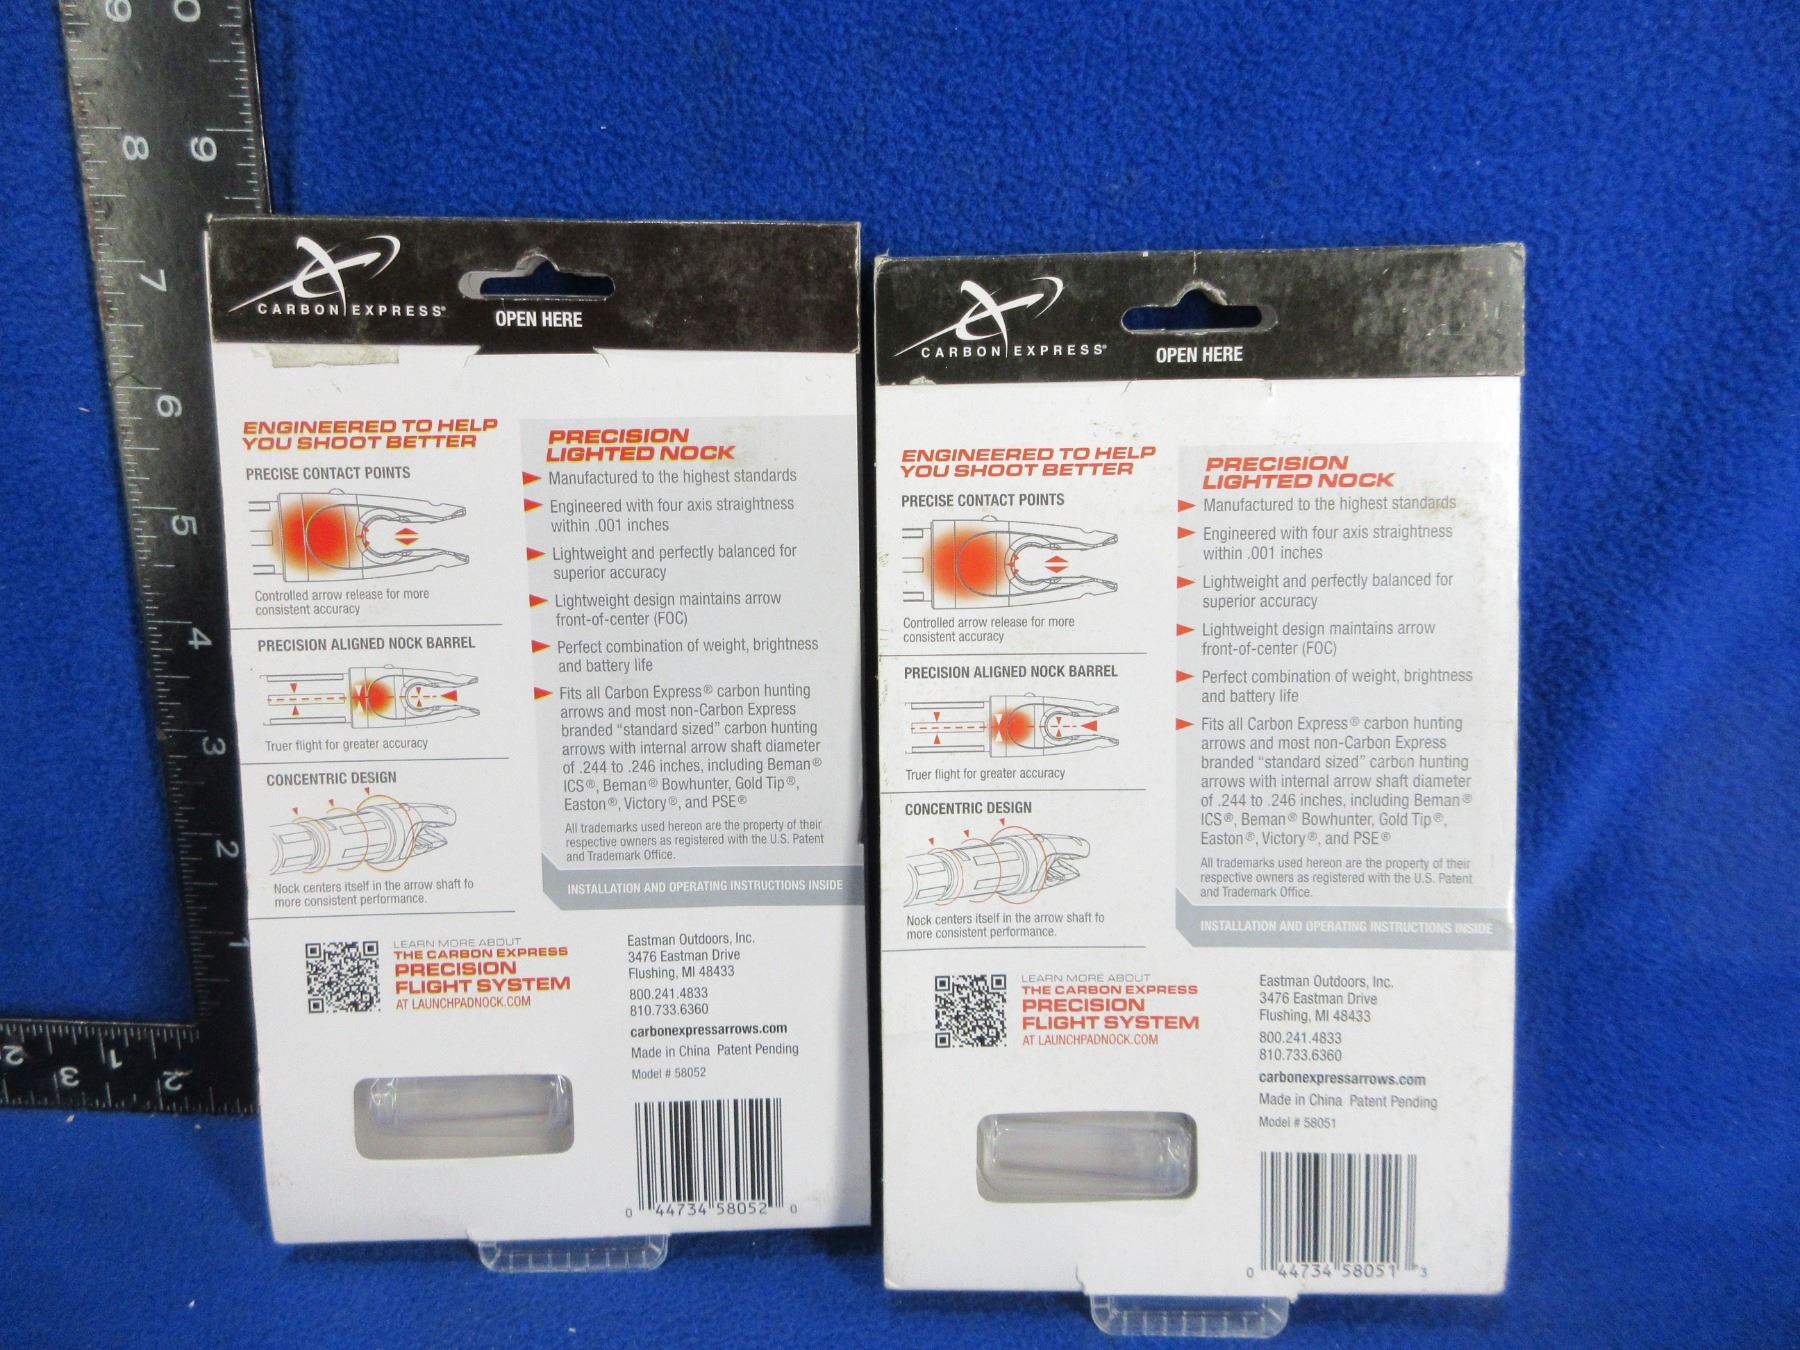 9 0
8 9
7
6
5
4
3
2
1
2 1
3 2
CARBON EXPRESS®
OPEN HERE
ENGINEERED TO HELP
YOU SHOOT BETTER
PRECISE CONTACT POINTS
Controlled arrow release for more
consistent accuracy
PRECISION ALIGNED NOCK BARREL
Truer flight for greater accuracy
CONCENTRIC DESIGN
Nock centers itself in the arrow shaft fo
more consistent performance.
PRECISION
LIGHTED NOCK
Manufactured to the highest standards
Engineered with four axis straightness
within .001 inches
Lightweight and perfectly balanced for
superior accuracy
Lightweight design maintains arrow
front-of-center (FOC)
Perfect combination of weight, brightness
and battery life
Fits all Carbon Express® carbon hunting
arrows and most non-Carbon Express
branded “standard sized” carbon hunting
arrows with internal arrow shaft diameter
of .244 to .246 inches, including Beman®
ICS®, Beman® Bowhunter, Gold Tip®,
Easton®, Victory®, and PSE®
All trademarks used hereon are the property of their
respective owners as registered with the U.S. Patent
and Trademark Office.
INSTALLATION AND OPERATING INSTRUCTIONS INSIDE
LEARN MORE ABOUT
THE CARBON EXPRESS
PRECISION
FLIGHT SYSTEM
AT LAUNCHPADNOCK.COM
Eastman Outdoors, Inc.
3476 Eastman Drive
Flushing, MI 48433
800.241.4833
810.733.6360
carbonexpressarrows.com
Made in China Patent Pending
Model # 58052
0 44734 58052 0
CARBON EXPRESS®
OPEN HERE
ENGINEERED TO HELP
YOU SHOOT BETTER
PRECISE CONTACT POINTS
Controlled arrow release for more
consistent accuracy
PRECISION ALIGNED NOCK BARREL
Truer flight for greater accuracy
CONCENTRIC DESIGN
Nock centers itself in the arrow shaft fo
more consistent performance.
PRECISION
LIGHTED NOCK
Manufactured to the highest standards
Engineered with four axis straightness
within .001 inches
Lightweight and perfectly balanced for
superior accuracy
Lightweight design maintains arrow
front-of-center (FOC)
Perfect combination of weight, brightness
and battery life
Fits all Carbon Express® carbon hunting
arrows and most non-Carbon Express
branded “standard sized” carbon hunting
arrows with internal arrow shaft diameter
of .244 to .246 inches, including Beman®
ICS®, Beman® Bowhunter, Gold Tip®,
Easton®, Victory®, and PSE®
All trademarks used hereon are the property of their
respective owners as registered with the U.S. Patent
and Trademark Office.
INSTALLATION AND OPERATING INSTRUCTIONS INSIDE
LEARN MORE ABOUT
THE CARBON EXPRESS
PRECISION
FLIGHT SYSTEM
AT LAUNCHPADNOCK.COM
Eastman Outdoors, Inc.
3476 Eastman Drive
Flushing, MI 48433
800.241.4833
810.733.6360
carbonexpressarrows.com
Made in China Patent Pending
Model # 58051
0 44734 58051 3